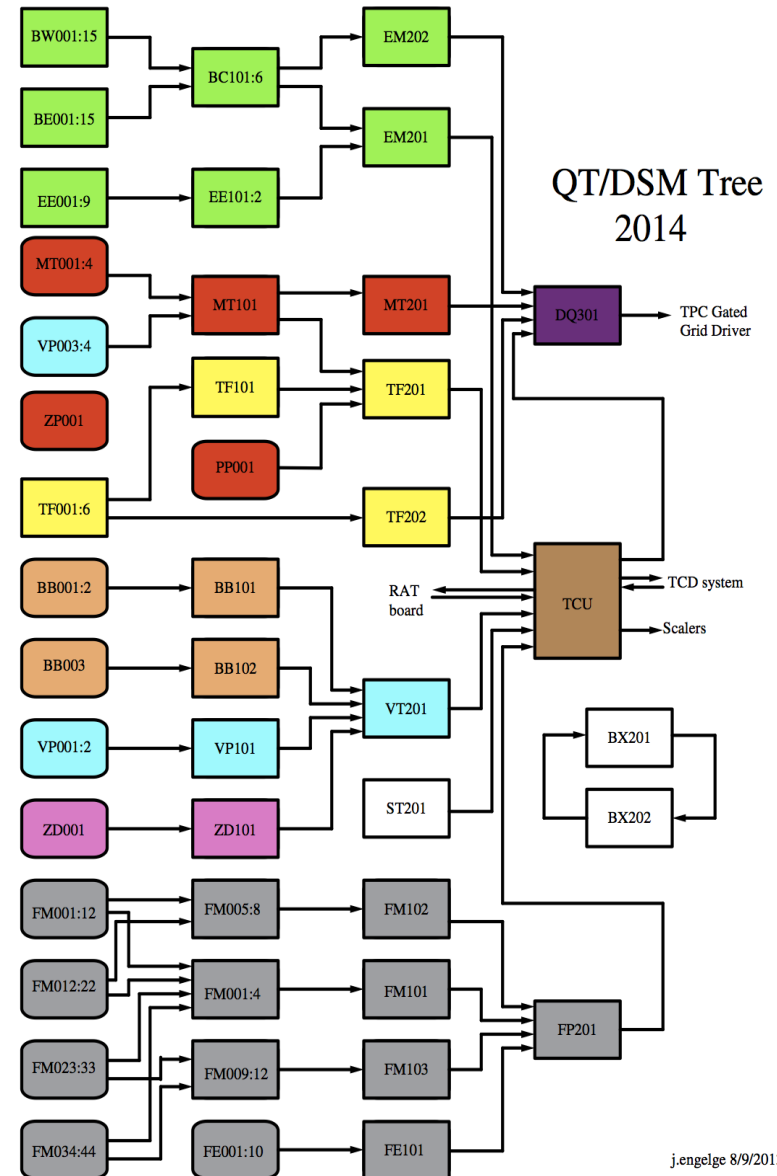 BW001:15
BC101:6
EM202
BE001:15
EM201
EE001:9
EE101:2
QT/DSM Tree
2014
MT001:4
MT101
MT201
DQ301
TPC Gated
Grid Driver
VP003:4
TF101
TF201
ZP001
PP001
TF001:6
TF202
BB001:2
BB101
RAT
board
TCU
TCD system
Scalers
BB003
BB102
VT201
VP001:2
VP101
BX201
ST201
BX202
ZD001
ZD101
FM001:12
FM005:8
FM102
FM012:22
FM001:4
FM101
FP201
FM023:33
FM009:12
FM103
FM034:44
FE001:10
FE101
j.engelge